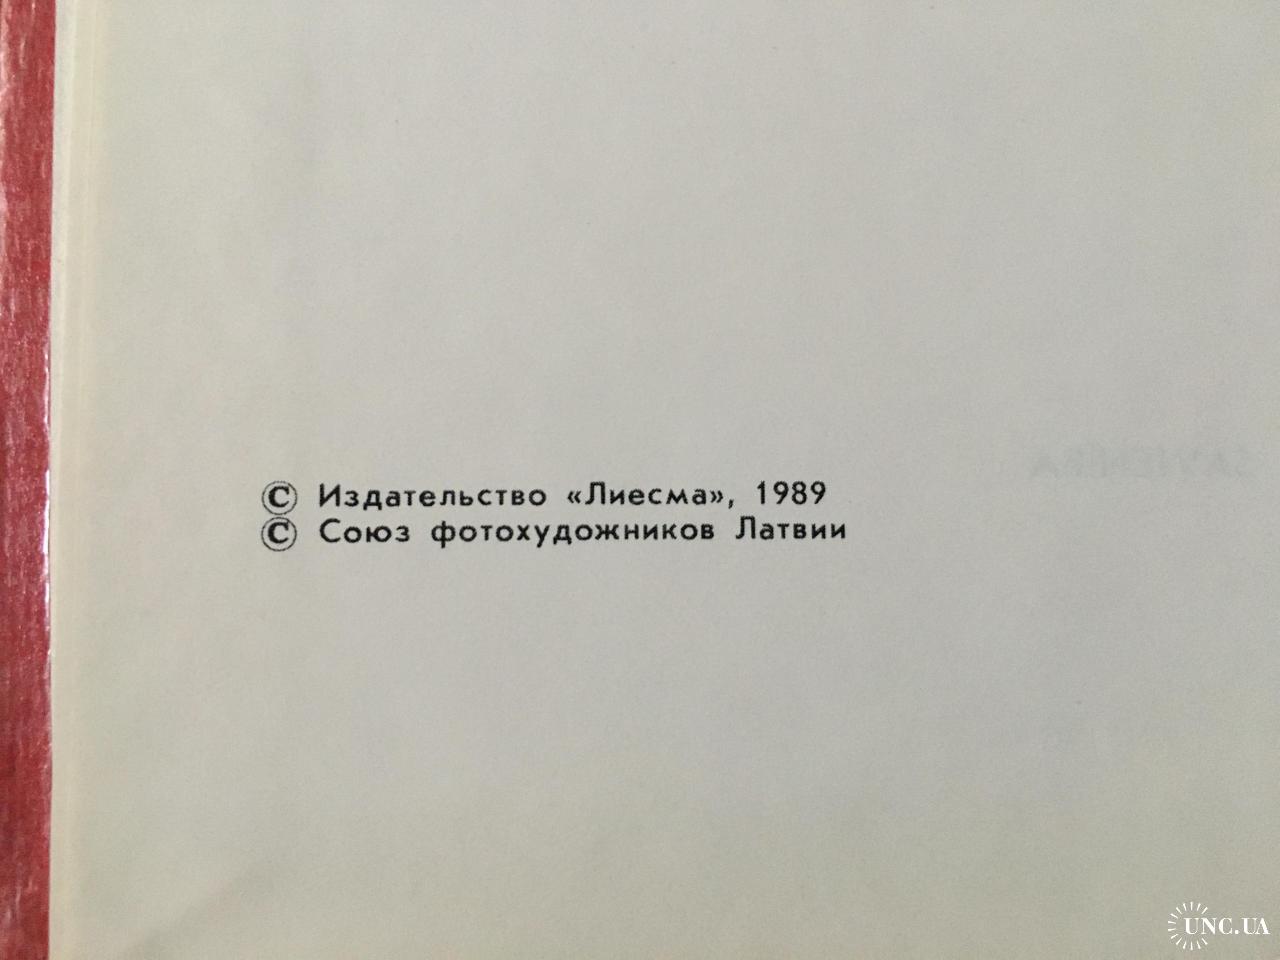 © Издательство «Лиесма», 1989
© Союз фотохудожников Латвии
UNC.UA